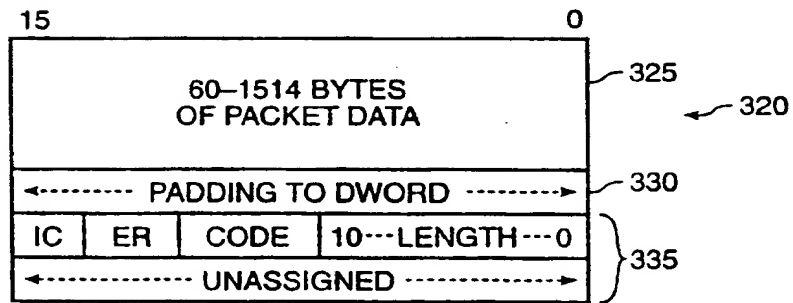 15 0
60–1514 BYTES
OF PACKET DATA
325
320
PADDING TO DWORD
330
IC ER CODE 10---LENGTH---0
335
UNASSIGNED